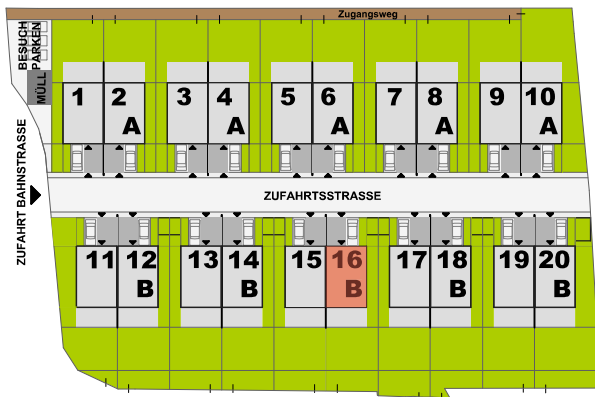 Zugangsweg
BESUCH
PARKEN
MÜLL
1 2 3 4 5 6 7 8 9 10
A A A A A
ZUFAHRT BAHNSTRASSE
ZUFAHRTSSTRASSE
11 12 13 14 15 16 17 18 19 20
B B B B B